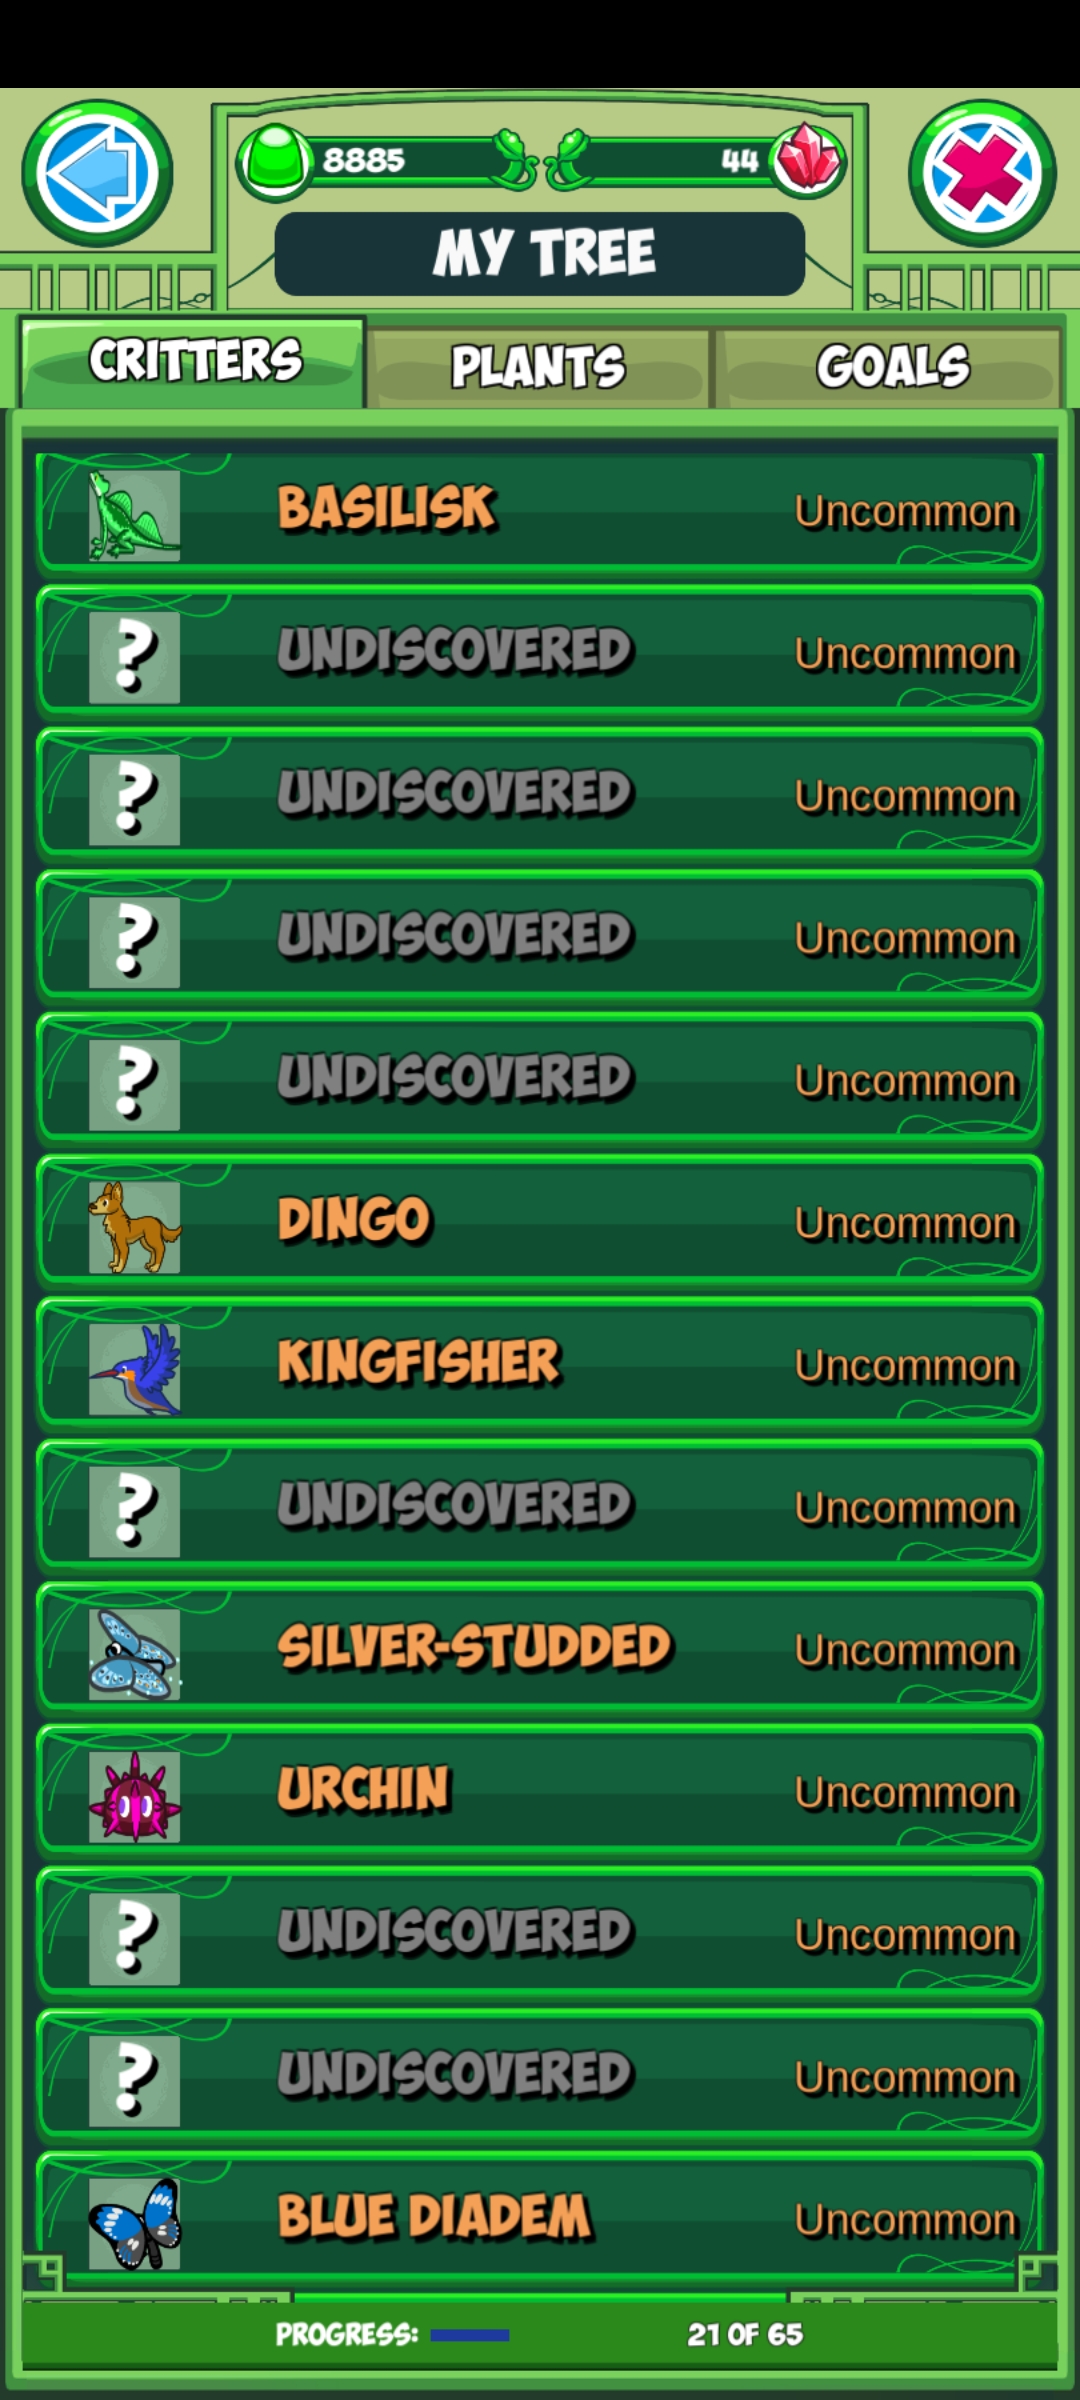 8885 44
MY TREE
CRITTERS PLANTS GOALS
BASILISK Uncommon
? UNDISCOVERED Uncommon
? UNDISCOVERED Uncommon
? UNDISCOVERED Uncommon
? UNDISCOVERED Uncommon
DINGO Uncommon
KINGFISHER Uncommon
? UNDISCOVERED Uncommon
SILVER-STUDDED Uncommon
URCHIN Uncommon
? UNDISCOVERED Uncommon
? UNDISCOVERED Uncommon
BLUE DIADEM Uncommon
PROGRESS: 21 OF 65